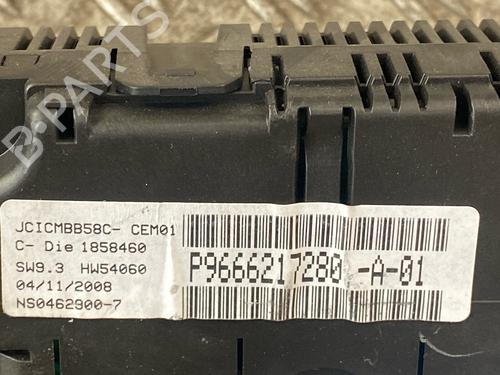 B-PARTS
JCICMBB58C- CEM01
C- Die 1858460
SW9.3 HW54060
04/11/2008
NS0462900-7
P9666217280 -A-01